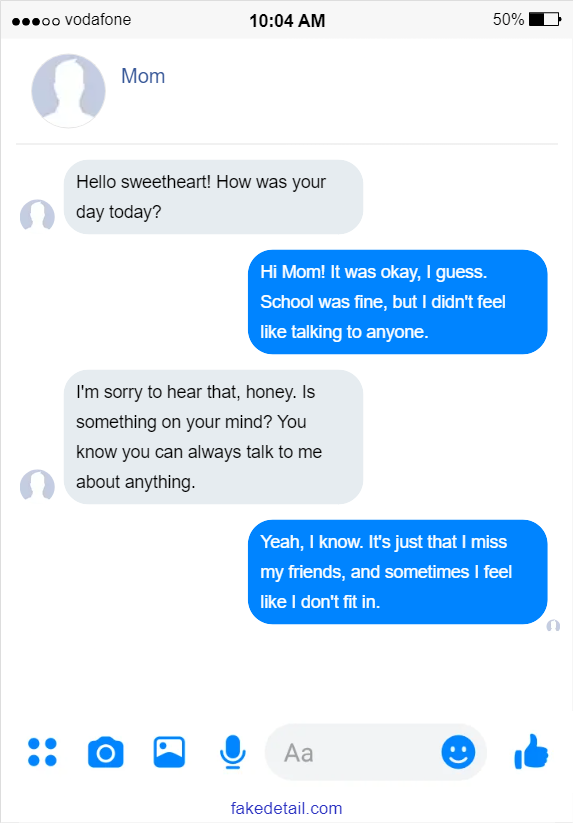 vodafone 10:04 AM 50%
Mom
Hello sweetheart! How was your
day today?
Hi Mom! It was okay, I guess.
School was fine, but I didn't feel
like talking to anyone.
I'm sorry to hear that, honey. Is
something on your mind? You
know you can always talk to me
about anything.
Yeah, I know. It's just that I miss
my friends, and sometimes I feel
like I don't fit in.
Aa
fakedetail.com